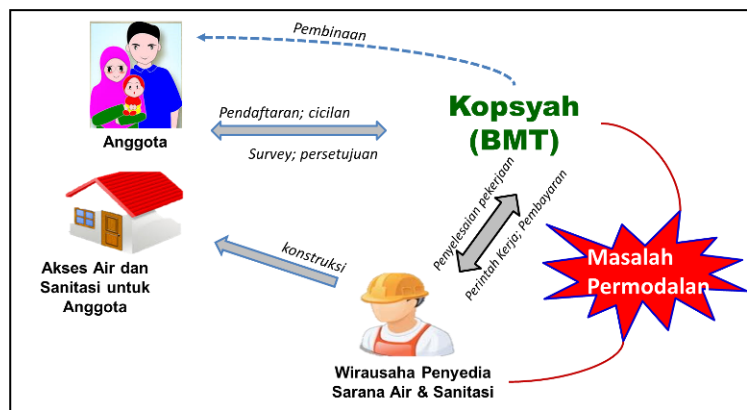 Pembinaan
Kopsyah
(BMT)
Pendaftaran; cicilan
Anggota
Survey; persetujuan
Penyelesaian pekerjaan
Perintah Kerja; Pembayaran
konstruksi
Masalah
Permodalan
Akses Air dan
Sanitasi untuk
Anggota
Wirausaha Penyedia
Sarana Air & Sanitasi